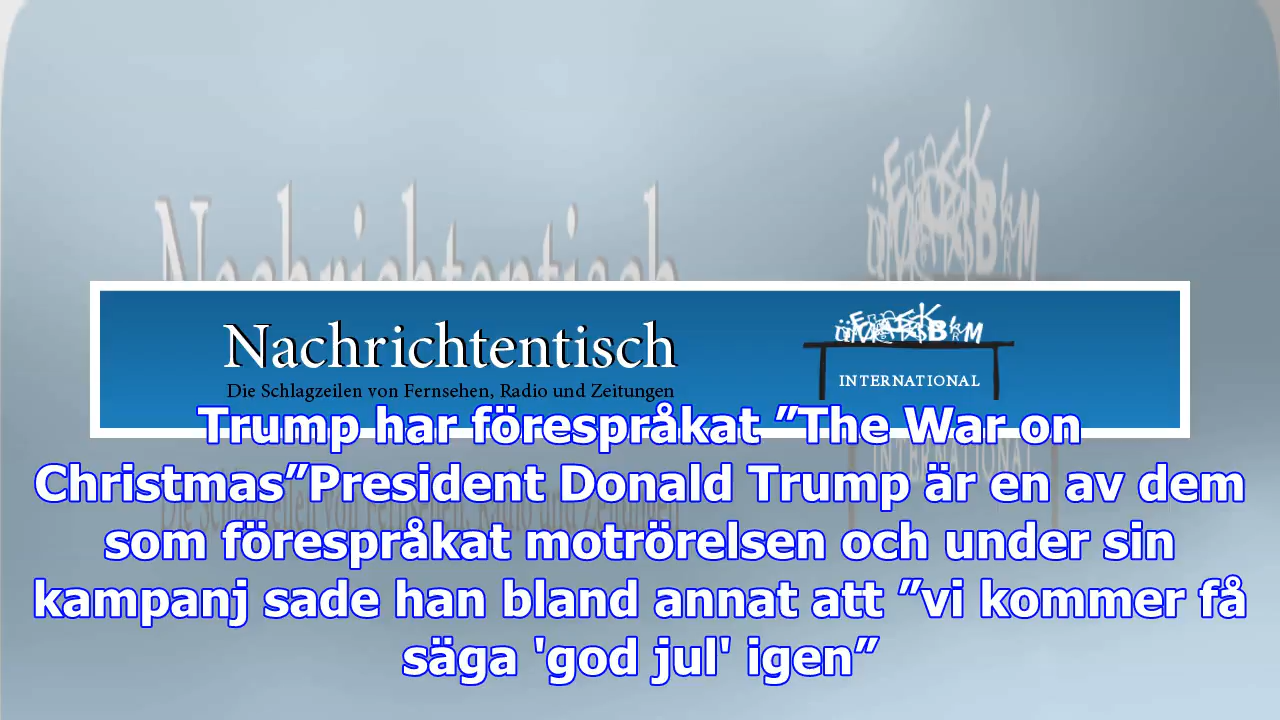 Nachrichtentisch
Nachrichtentisch
Die Schlagzeilen von Fernsehen, Radio und Zeitungen
INTERNATIONAL
Trump har förespråkat ”The War on
Christmas”President Donald Trump är en av dem
som förespråkat motrörelsen och under sin
kampanj sade han bland annat att ”vi kommer få
säga 'god jul' igen”
INTERNATIONAL